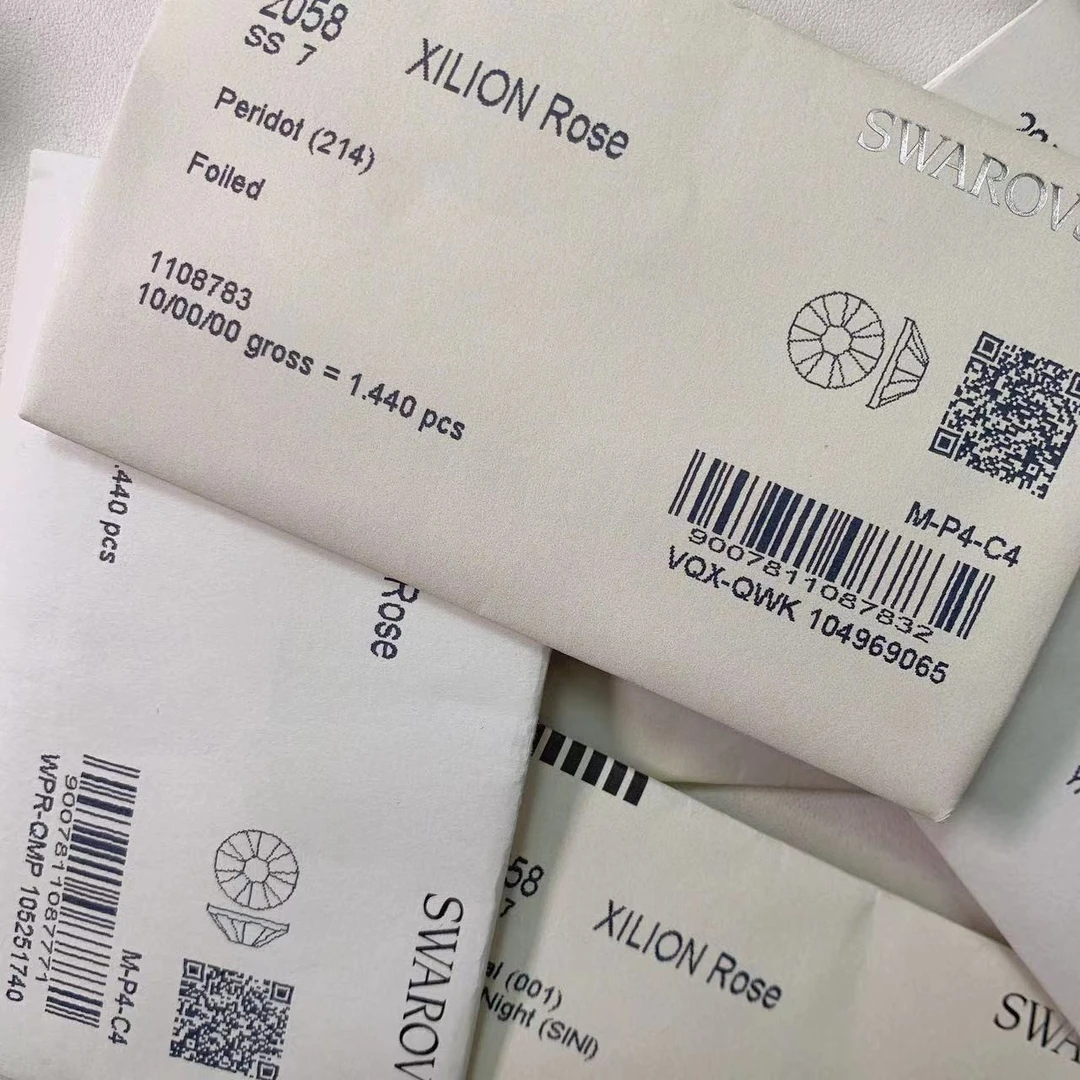 2058
SS 7
XILION Rose
Peridot (214)
Foiled
1108783
10/00/00 gross = 1.440 pcs
SWAROVS
M-P4-C4
9007811087832
VQX-QWK 104969065
.440 pcs
Rose
SWAROV
M-P4-C4
9007811087771
WPR-QMP 105251740
58
7
XILION Rose
al (001)
Night (SINI)
SWA